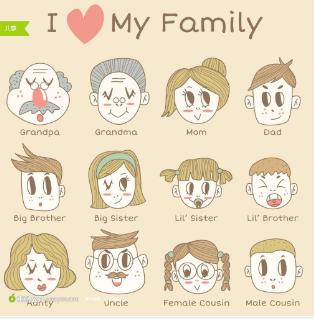 I My Family
儿事
Grandpa Grandma Mom Dad
Big Brother Big Sister Lil' Sister Lil' Brother
Aunty Uncle Female Cousin Male Cousin